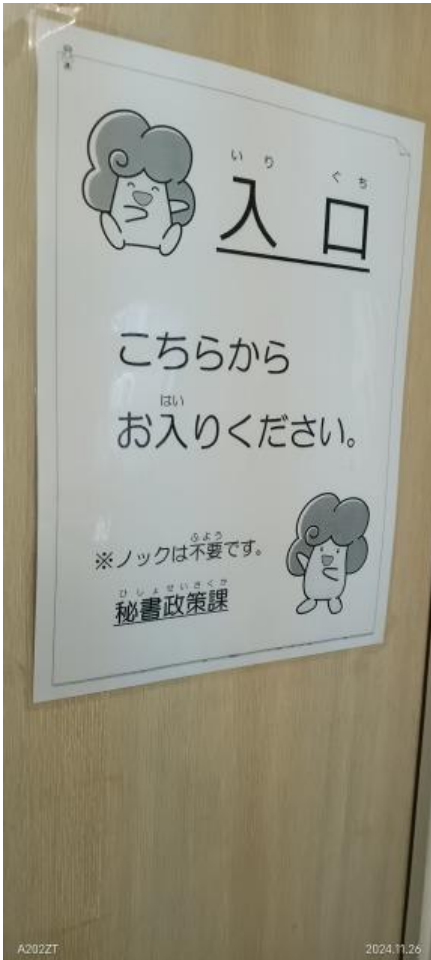 いりぐち
入口
こちらから
はい
お入りください。
ふよう
※ノックは不要です。
ひしょせいさくか
秘書政策課
A202ZT
2024.11.26